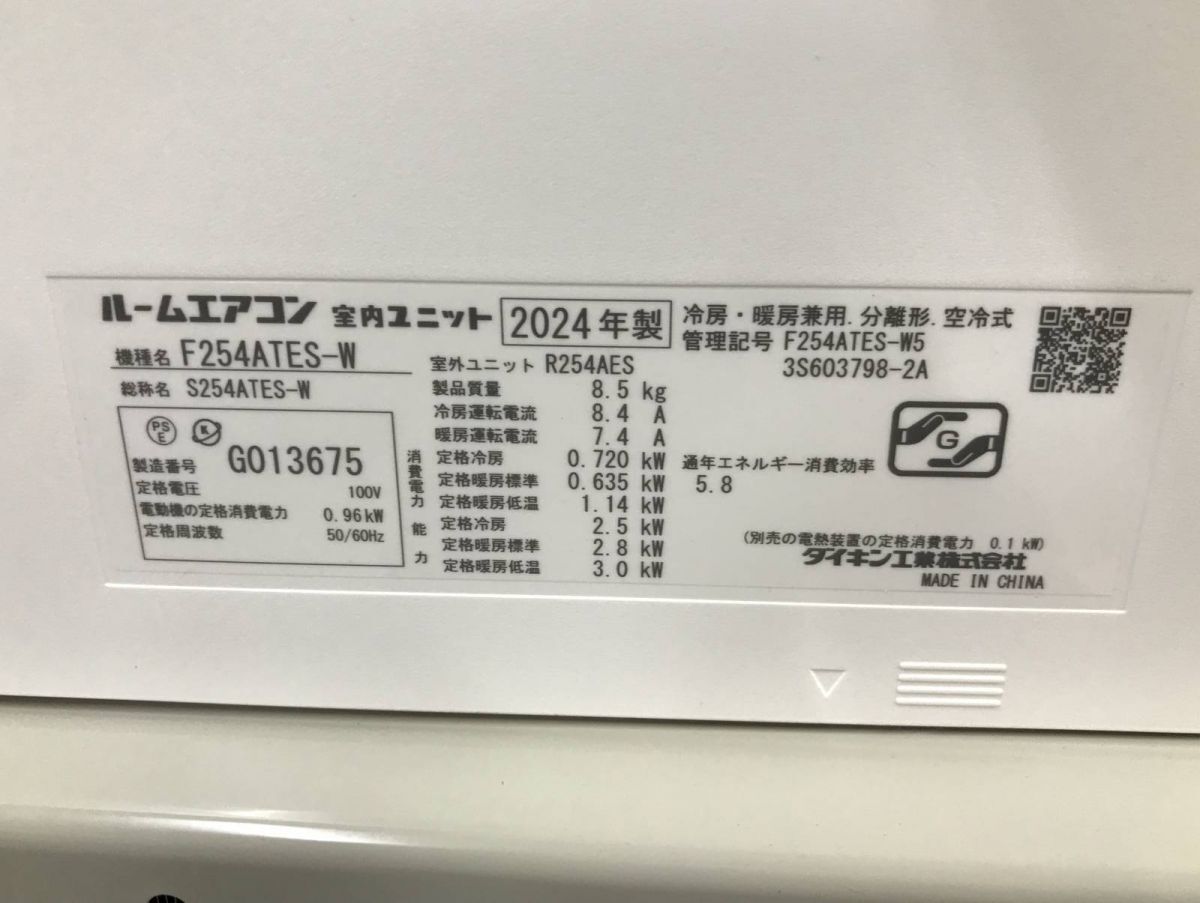 ルームエアコン 室内ユニット 2024年製
機種名 F254ATES-W
総称名 S254ATES-W
PS
E
K
製造番号 G013675
定格電圧 100V
電動機の定格消費電力 0.96kW
定格周波数 50/60Hz
室外ユニット R254AES
製品質量 8.5 kg
冷房運転電流 8.4 A
暖房運転電流 7.4 A
消費電力
定格冷房 0.720 kW
定格暖房標準 0.635 kW
定格暖房低温 1.14 kW
能力
定格冷房 2.5 kW
定格暖房標準 2.8 kW
定格暖房低温 3.0 kW
冷房・暖房兼用.分離形.空冷式
管理記号 F254ATES-W5
3S603798-2A
G
通年エネルギー消費効率
5.8
(別売の電熱装置の定格消費電力 0.1 kW)
ダイキン工業株式会社
MADE IN CHINA